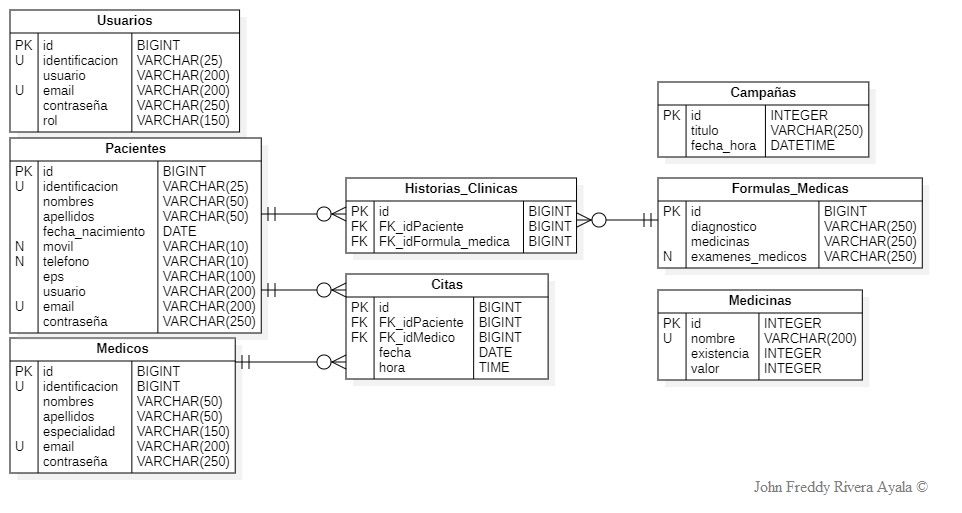 Usuarios
PK id BIGINT
U identificacion VARCHAR(25)
usuario VARCHAR(200)
U email VARCHAR(200)
contraseña VARCHAR(250)
rol VARCHAR(150)
Pacientes
PK id BIGINT
U identificacion VARCHAR(25)
nombres VARCHAR(50)
apellidos VARCHAR(50)
fecha_nacimiento DATE
N movil VARCHAR(10)
N telefono VARCHAR(10)
eps VARCHAR(100)
usuario VARCHAR(200)
U email VARCHAR(200)
contraseña VARCHAR(250)
Medicos
PK id BIGINT
U identificacion BIGINT
nombres VARCHAR(50)
apellidos VARCHAR(50)
especialidad VARCHAR(150)
U email VARCHAR(200)
contraseña VARCHAR(250)
Historias_Clinicas
PK id BIGINT
FK FK_idPaciente BIGINT
FK FK_idFormula_medica BIGINT
Citas
PK id BIGINT
FK FK_idPaciente BIGINT
FK FK_idMedico BIGINT
fecha DATE
hora TIME
Campañas
PK id INTEGER
titulo VARCHAR(250)
fecha_hora DATETIME
Formulas_Medicas
PK id BIGINT
diagnostico VARCHAR(250)
medicinas VARCHAR(250)
N examenes_medicos VARCHAR(250)
Medicinas
PK id INTEGER
U nombre VARCHAR(200)
existencia INTEGER
valor INTEGER
John Freddy Rivera Ayala ©